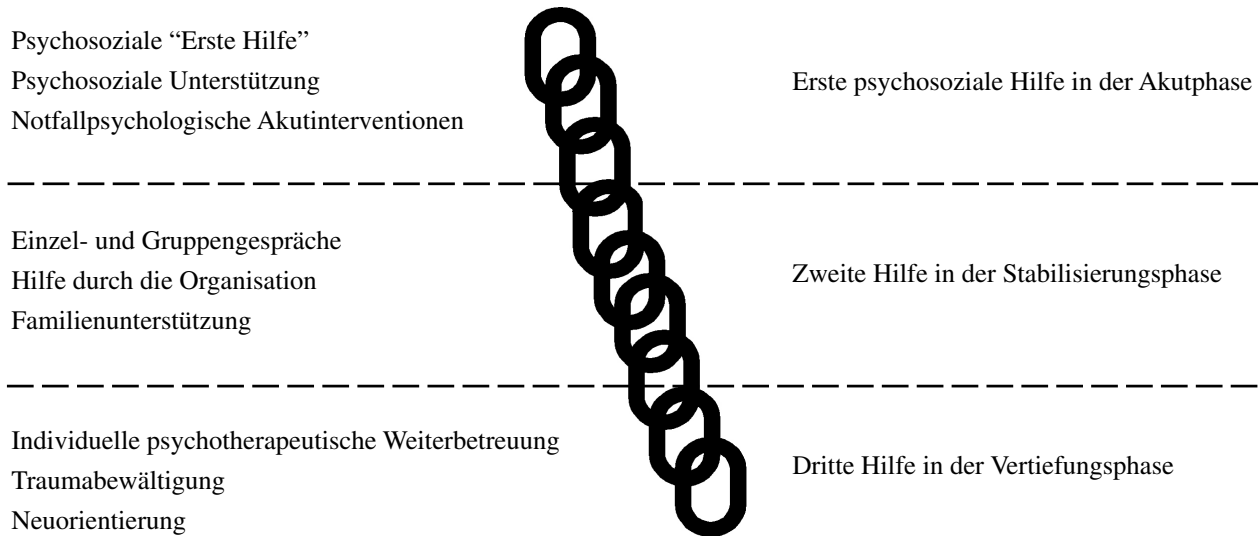 Psychosoziale “Erste Hilfe”
Psychosoziale Unterstützung
Notfallpsychologische Akutinterventionen
Erste psychosoziale Hilfe in der Akutphase
Einzel- und Gruppengespräche
Hilfe durch die Organisation
Familienunterstützung
Zweite Hilfe in der Stabilisierungsphase
Individuelle psychotherapeutische Weiterbetreuung
Traumabewältigung
Neuorientierung
Dritte Hilfe in der Vertiefungsphase